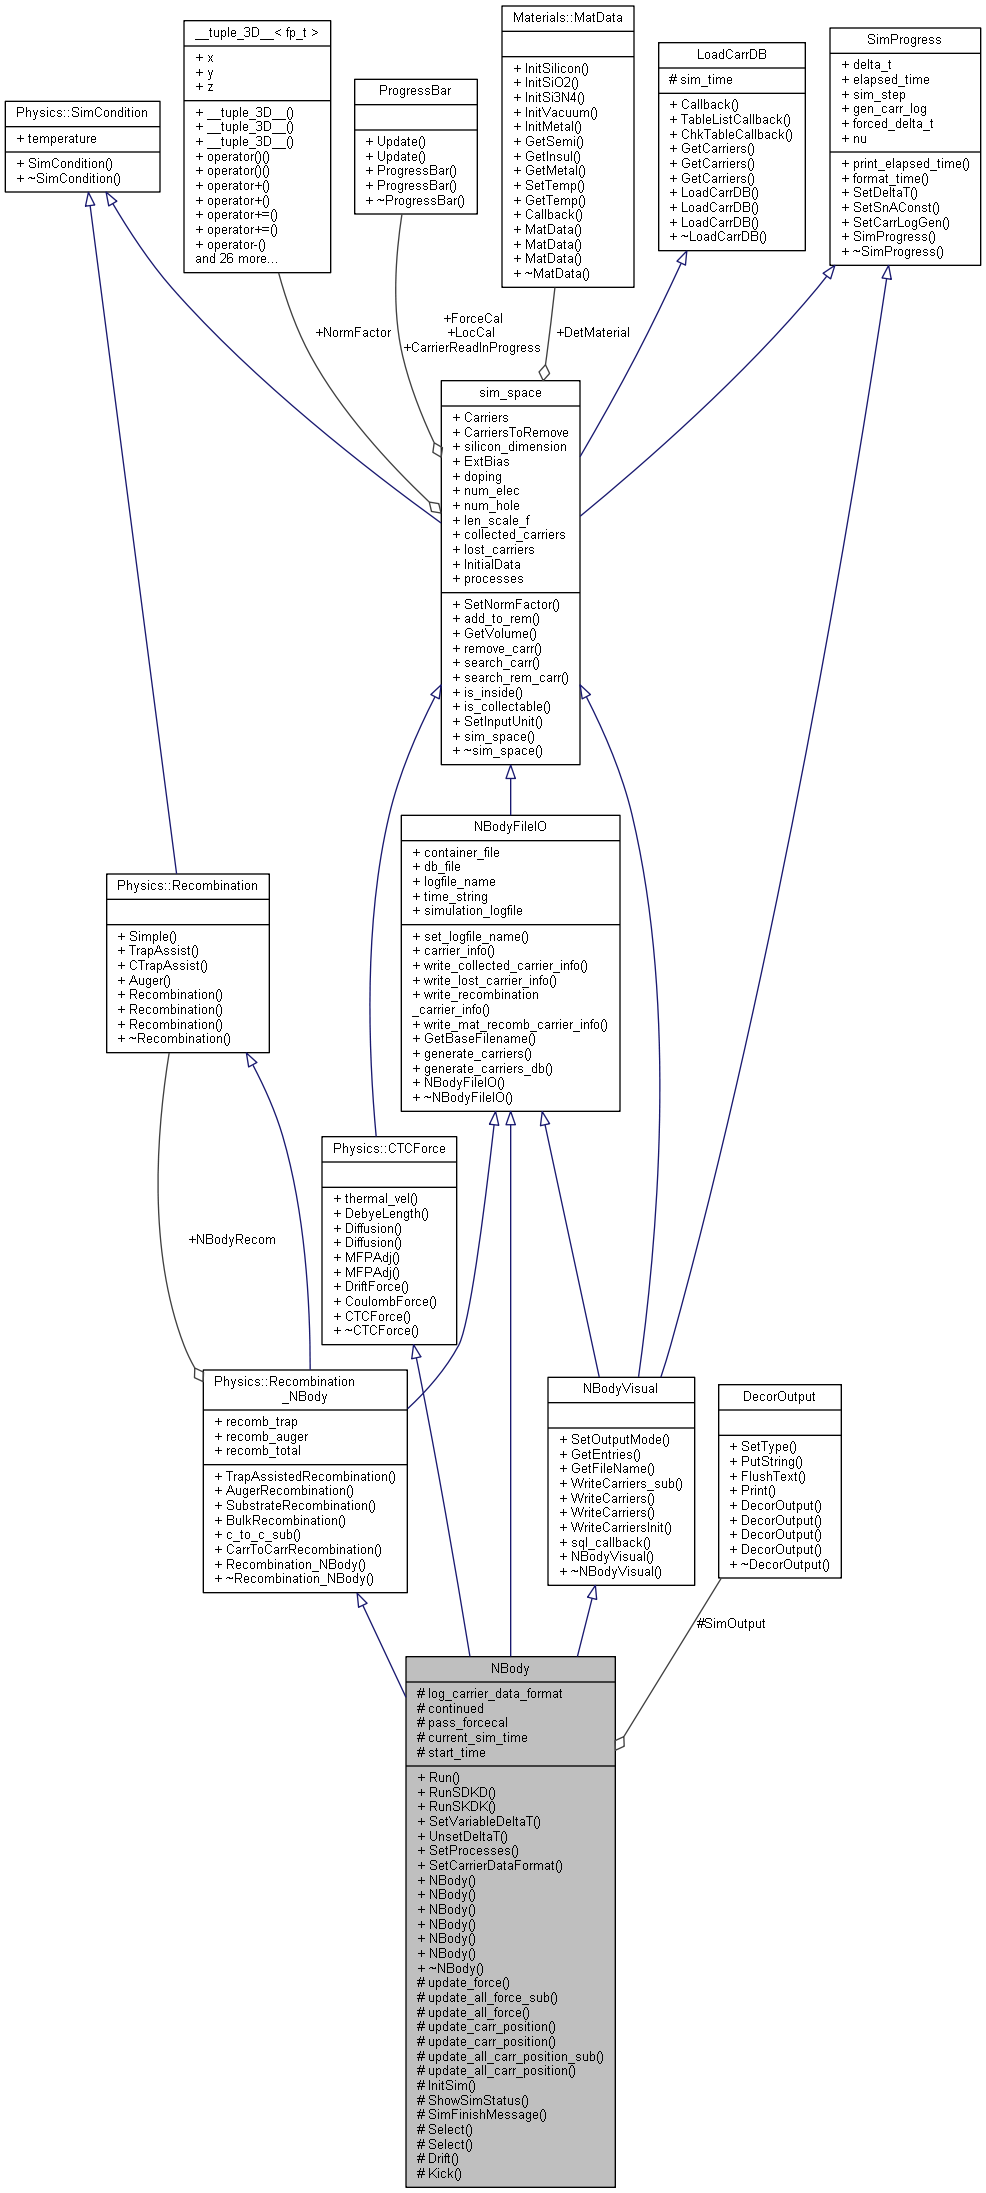 Physics::SimCondition
+ temperature
+ SimCondition()
+ ~SimCondition()
__tuple_3D__< fp_t >
+ x
+ y
+ z
+ __tuple_3D__()
+ __tuple_3D__()
+ __tuple_3D__()
+ operator()()
+ operator()()
+ operator+()
+ operator+()
+ operator+=()
+ operator+=()
+ operator-()
and 26 more...
ProgressBar
+ Update()
+ Update()
+ ProgressBar()
+ ProgressBar()
+ ~ProgressBar()
Materials::MatData
+ InitSilicon()
+ InitSiO2()
+ InitSi3N4()
+ InitVacuum()
+ InitMetal()
+ GetSemi()
+ GetInsul()
+ GetMetal()
+ SetTemp()
+ GetTemp()
+ Callback()
+ MatData()
+ MatData()
+ MatData()
+ ~MatData()
LoadCarrDB
# sim_time
+ Callback()
+ TableListCallback()
+ ChkTableCallback()
+ GetCarriers()
+ GetCarriers()
+ GetCarriers()
+ LoadCarrDB()
+ LoadCarrDB()
+ LoadCarrDB()
+ ~LoadCarrDB()
SimProgress
+ delta_t
+ elapsed_time
+ sim_step
+ gen_carr_log
+ forced_delta_t
+ nu
+ print_elapsed_time()
+ format_time()
+ SetDeltaT()
+ SetSnAConst()
+ SetCarrLogGen()
+ SimProgress()
+ ~SimProgress()
+NormFactor
+ForceCal
+LocCal
+CarrierReadInProgress
+DetMaterial
sim_space
+ Carriers
+ CarriersToRemove
+ silicon_dimension
+ ExtBias
+ doping
+ num_elec
+ num_hole
+ len_scale_f
+ collected_carriers
+ lost_carriers
+ InitialData
+ processes
+ SetNormFactor()
+ add_to_rem()
+ GetVolume()
+ remove_carr()
+ search_carr()
+ search_rem_carr()
+ is_inside()
+ is_collectable()
+ SetInputUnit()
+ sim_space()
+ ~sim_space()
NBodyFileIO
+ container_file
+ db_file
+ logfile_name
+ time_string
+ simulation_logfile
+ set_logfile_name()
+ carrier_info()
+ write_collected_carrier_info()
+ write_lost_carrier_info()
+ write_recombination
_carrier_info()
+ write_mat_recomb_carrier_info()
+ GetBaseFilename()
+ generate_carriers()
+ generate_carriers_db()
+ NBodyFileIO()
+ ~NBodyFileIO()
Physics::Recombination
+ Simple()
+ TrapAssist()
+ CTrapAssist()
+ Auger()
+ Recombination()
+ Recombination()
+ Recombination()
+ ~Recombination()
Physics::CTCForce
+ thermal_vel()
+ DebyeLength()
+ Diffusion()
+ Diffusion()
+ MFPAdj()
+ MFPAdj()
+ DriftForce()
+ CoulombForce()
+ CTCForce()
+ ~CTCForce()
+NBodyRecom
Physics::Recombination
_NBody
+ recomb_trap
+ recomb_auger
+ recomb_total
+ TrapAssistedRecombination()
+ AugerRecombination()
+ SubstrateRecombination()
+ BulkRecombination()
+ c_to_c_sub()
+ CarrToCarrRecombination()
+ Recombination_NBody()
+ ~Recombination_NBody()
NBodyVisual
+ SetOutputMode()
+ GetEntries()
+ GetFileName()
+ WriteCarriers_sub()
+ WriteCarriers()
+ WriteCarriers()
+ WriteCarriersInit()
+ sql_callback()
+ NBodyVisual()
+ ~NBodyVisual()
DecorOutput
+ SetType()
+ PutString()
+ FlushText()
+ Print()
+ DecorOutput()
+ DecorOutput()
+ DecorOutput()
+ DecorOutput()
+ ~DecorOutput()
#SimOutput
NBody
# log_carrier_data_format
# continued
# pass_forcecal
# current_sim_time
# start_time
+ Run()
+ RunSDKD()
+ RunSKDK()
+ SetVariableDeltaT()
+ UnsetDeltaT()
+ SetProcesses()
+ SetCarrierDataFormat()
+ NBody()
+ NBody()
+ NBody()
+ NBody()
+ NBody()
+ NBody()
+ ~NBody()
# update_force()
# update_all_force_sub()
# update_all_force()
# update_carr_position()
# update_carr_position()
# update_all_carr_position_sub()
# update_all_carr_position()
# InitSim()
# ShowSimStatus()
# SimFinishMessage()
# Select()
# Select()
# Drift()
# Kick()